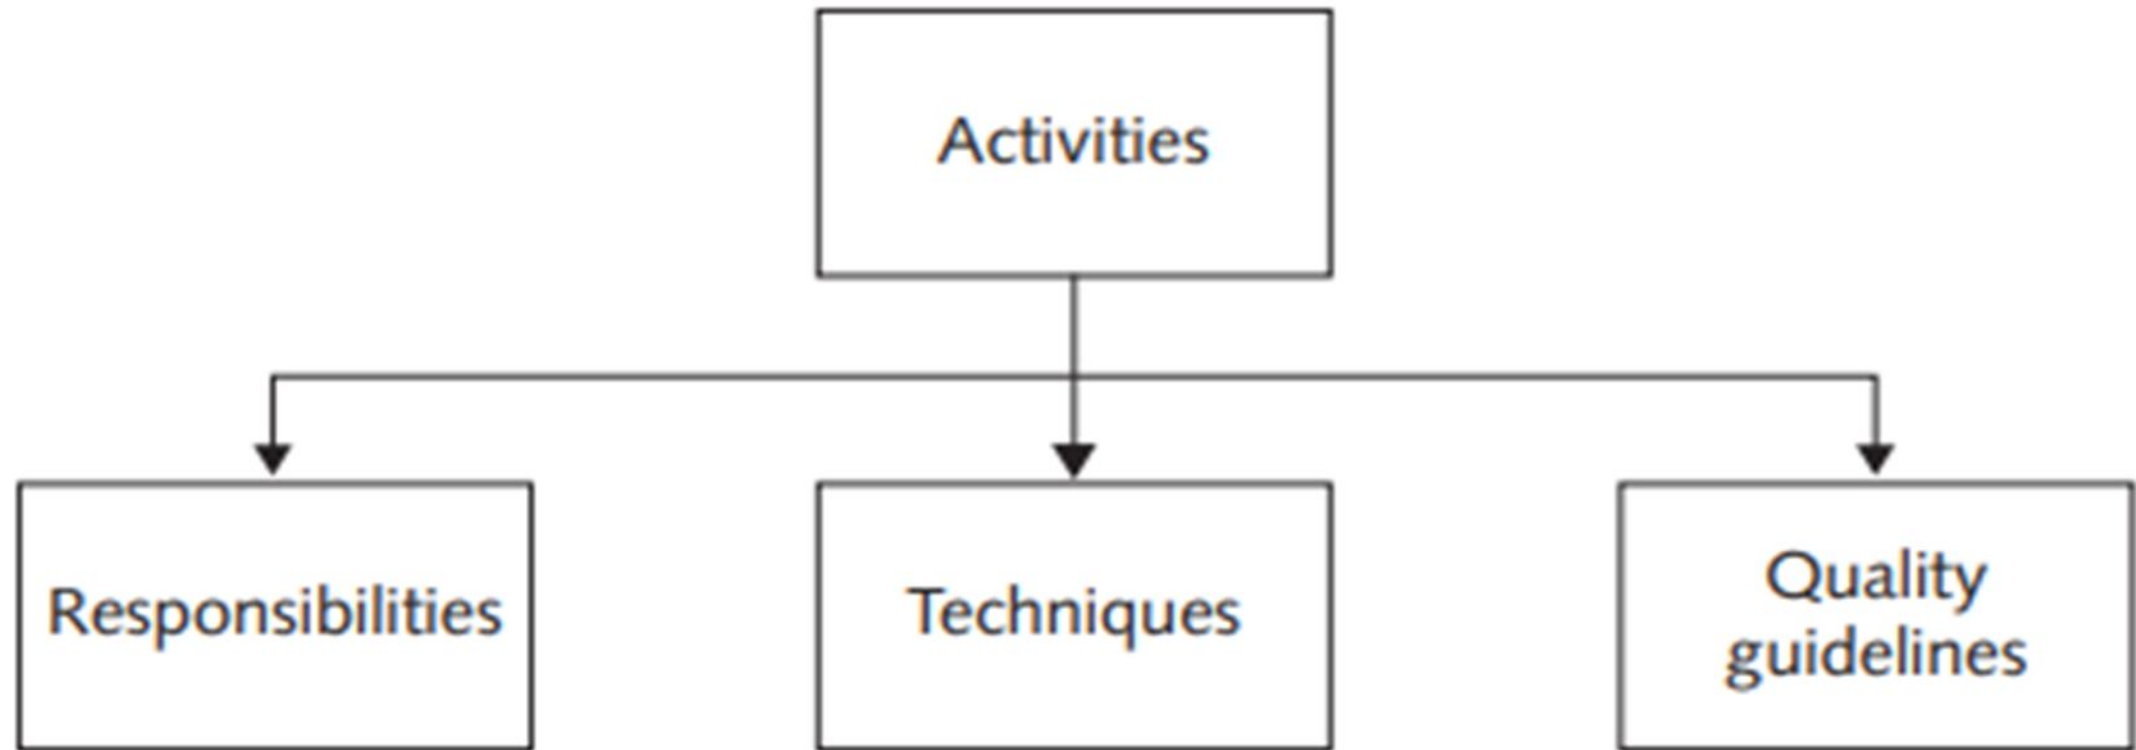 Activities
Responsibilities
Techniques
Quality
guidelines